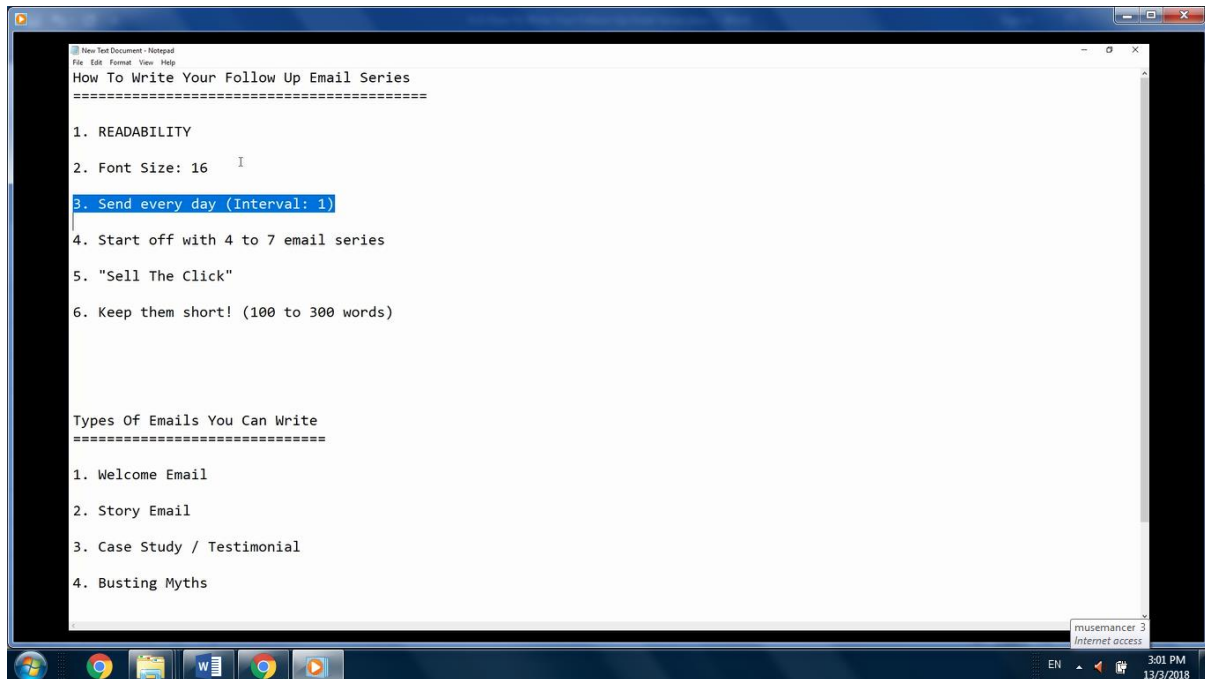 New Text Document - Notepad
File Edit Format View Help
How To Write Your Follow Up Email Series
==========================================
1. READABILITY
2. Font Size: 16
3. Send every day (Interval: 1)
4. Start off with 4 to 7 email series
5. "Sell The Click"
6. Keep them short! (100 to 300 words)
Types Of Emails You Can Write
==============================
1. Welcome Email
2. Story Email
3. Case Study / Testimonial
4. Busting Myths
musemancer 3
Internet access
EN
3:01 PM
13/3/2018